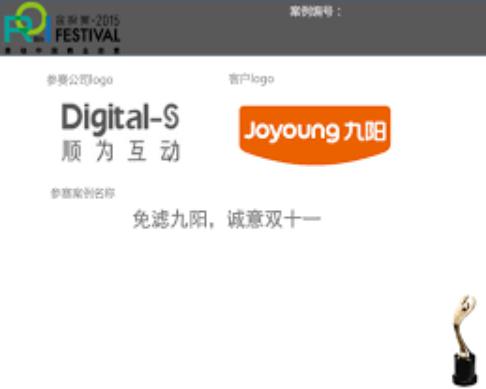 案例编号：
金投赏·2015
ROI FESTIVAL
参赛公司logo
客户logo
Digital-S
顺为互动
Joyoung 九阳
参赛案例名称
免滤九阳，诚意双十一